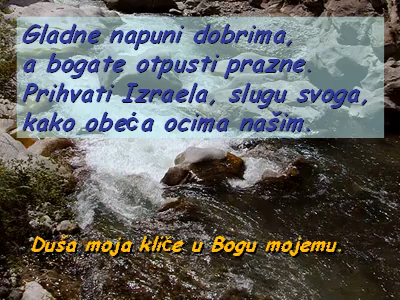 Gladne napuni dobrima,
a bogate otpusti prazne.
Prihvati Izraela, slugu svoga,
kako obeća ocima našim.
Duša moja kliče u Bogu mojemu.